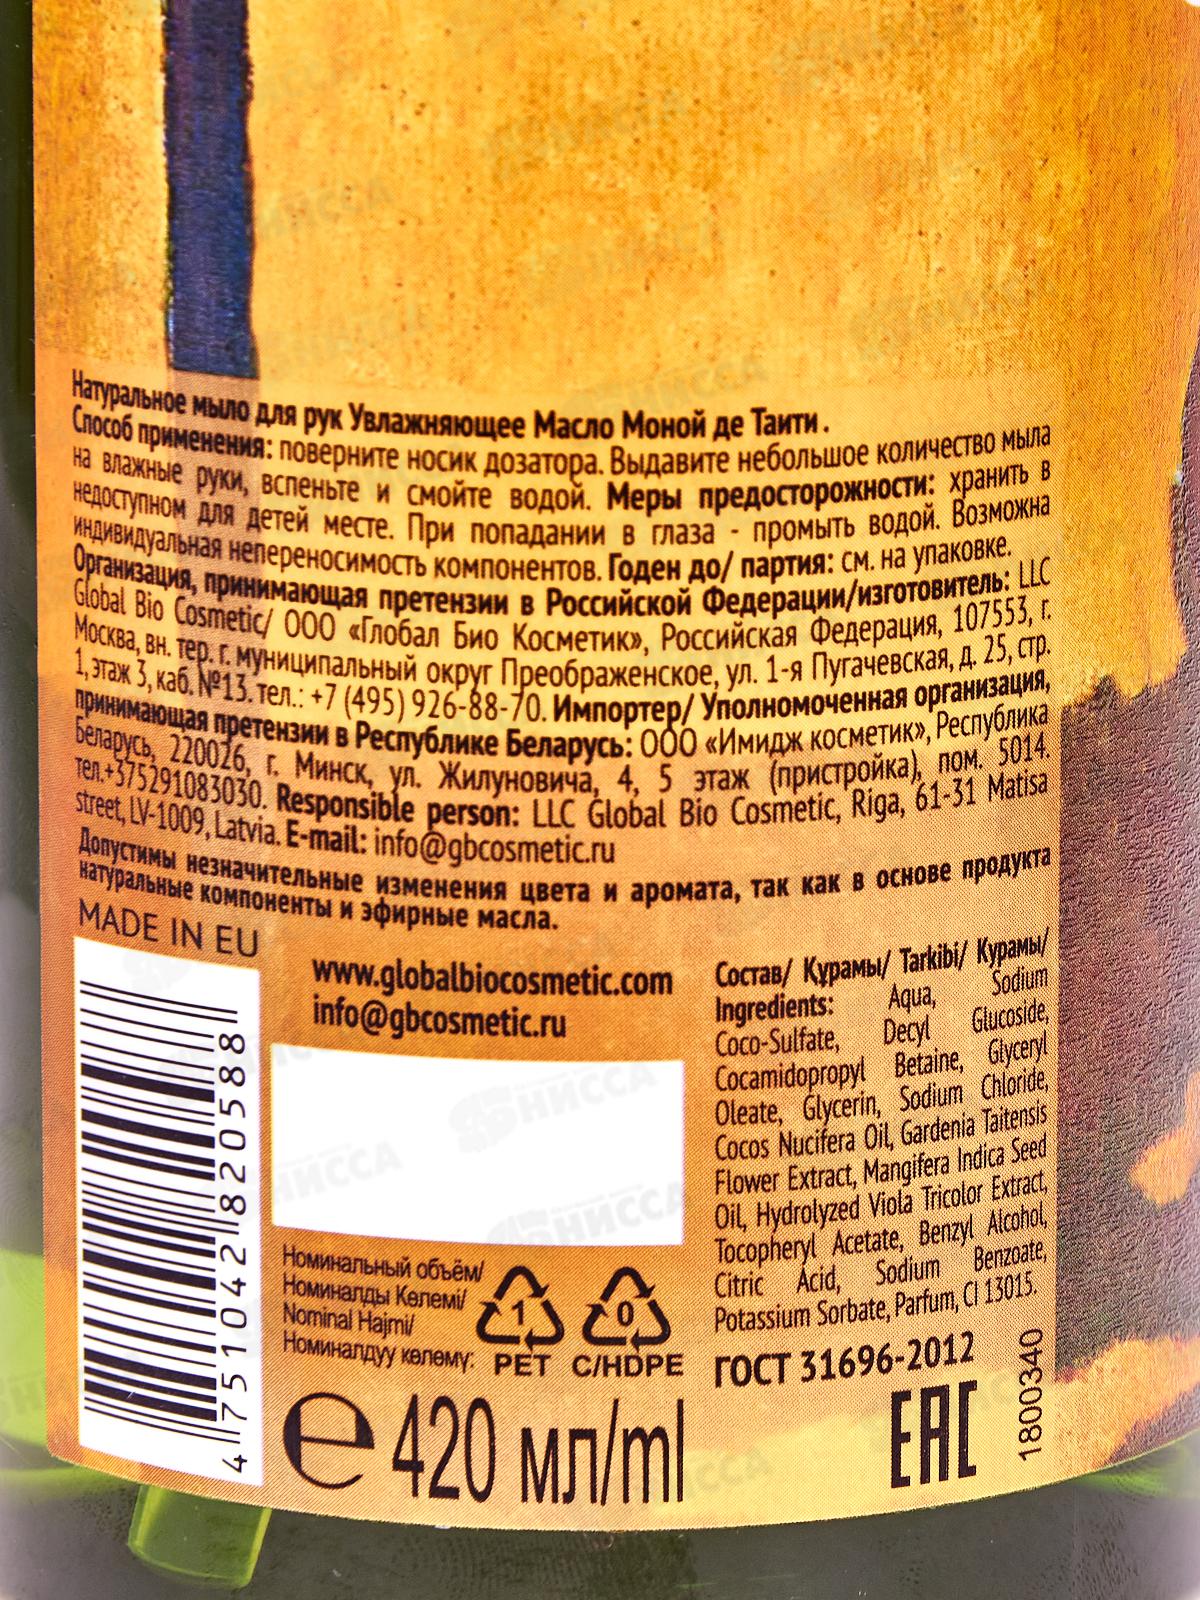 Натуральное мыло для рук Увлажняющее Масло Моной де Таити.
Способ применения: поверните носик дозатора. Выдавите небольшое количество мыла
на влажные руки, вспеньте и смойте водой. Меры предосторожности: хранить в
недоступном для детей месте. При попадании в глаза - промыть водой. Возможна
индивидуальная непереносимость компонентов. Годен до/ партия: см. на упаковке.
Организация, принимающая претензии в Российской Федерации/изготовитель: LLC
Global Bio Cosmetic/ ООО «Глобал Био Косметик», Российская Федерация, 107553, г.
Москва, вн. тер. г. муниципальный округ Преображенское, ул. 1-я Пугачевская, д. 25, стр.
1, этаж 3, каб. №13. тел.: +7 (495) 926-88-70. Импортер/ Уполномоченная организация,
принимающая претензии в Республике Беларусь: ООО «Имидж косметик», Республика
Беларусь, 220026, г. Минск, ул. Жилуновича, 4, 5 этаж (пристройка), пом. 5014.
тел.+375291083030. Responsible person: LLC Global Bio Cosmetic, Riga, 61-31 Matisa
street, LV-1009, Latvia. E-mail: info@gbcosmetic.ru
Допустимы незначительные изменения цвета и аромата, так как в основе продукта
натуральные компоненты и эфирные масла.
MADE IN EU
4 751042 820588
www.globalbiocosmetic.com
info@gbcosmetic.ru
Номинальный объём/
Номиналды Көлемі/
Nominal Hajmi/
Номиналдуу көлөмү:
1
PET
0
C/HDPE
e 420 мл/ml
Состав/ Құрамы/ Tarkibi/ Курамы/
Ingredients: Aqua, Sodium
Coco-Sulfate, Decyl Glucoside,
Cocamidopropyl Betaine, Glyceryl
Oleate, Glycerin, Sodium Chloride,
Cocos Nucifera Oil, Gardenia Taitensis
Flower Extract, Mangifera Indica Seed
Oil, Hydrolyzed Viola Tricolor Extract,
Tocopheryl Acetate, Benzyl Alcohol,
Citric Acid, Sodium Benzoate,
Potassium Sorbate, Parfum, CI 13015.
ГОСТ 31696-2012
EAC
1800340